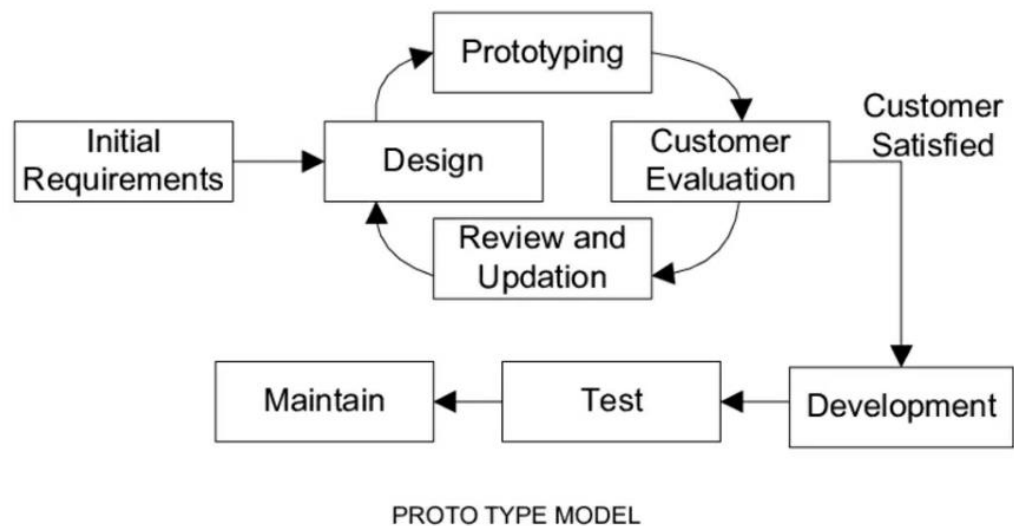 Prototyping
Customer
Satisfied
Initial
Requirements
Design
Customer
Evaluation
Review and
Updation
Maintain
Test
Development
PROTO TYPE MODEL